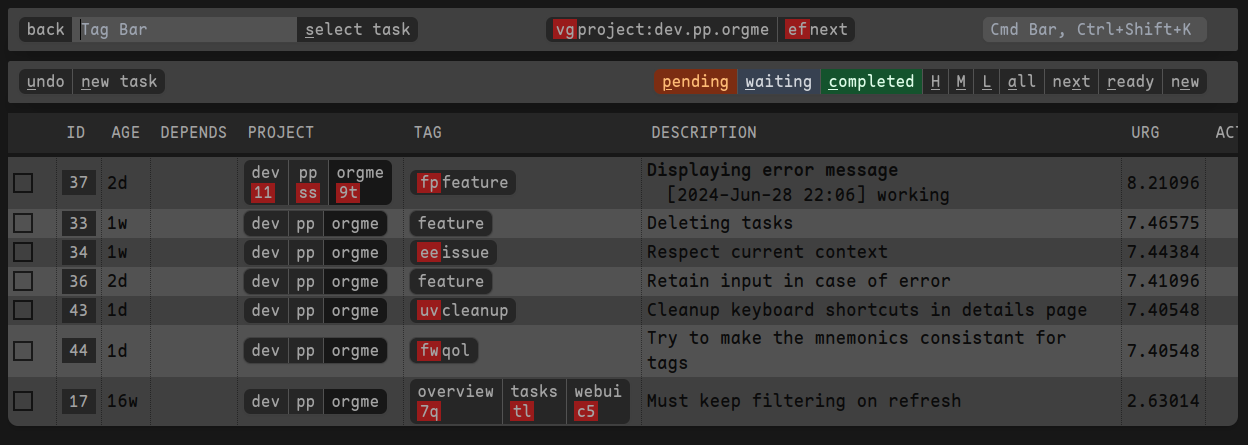 back Tag Bar select task vgproject:dev.pp.orgme efnext Cmd Bar, Ctrl+Shift+K
undo new task pending waiting completed H M L all next ready new
ID AGE DEPENDS PROJECT TAG DESCRIPTION URG ACT
37 2d dev pp orgme fpfeature Displaying error message 8.21096
11 ss 9t [2024-Jun-28 22:06] working
33 1w dev pp orgme feature Deleting tasks 7.46575
34 1w dev pp orgme eeissue Respect current context 7.44384
36 2d dev pp orgme feature Retain input in case of error 7.41096
43 1d dev pp orgme uvcleanup Cleanup keyboard shortcuts in details page 7.40548
44 1d dev pp orgme fwqol Try to make the mnemonics consistant for 7.40548
tags
17 16w dev pp orgme overview tasks webui Must keep filtering on refresh 2.63014
7q tl c5